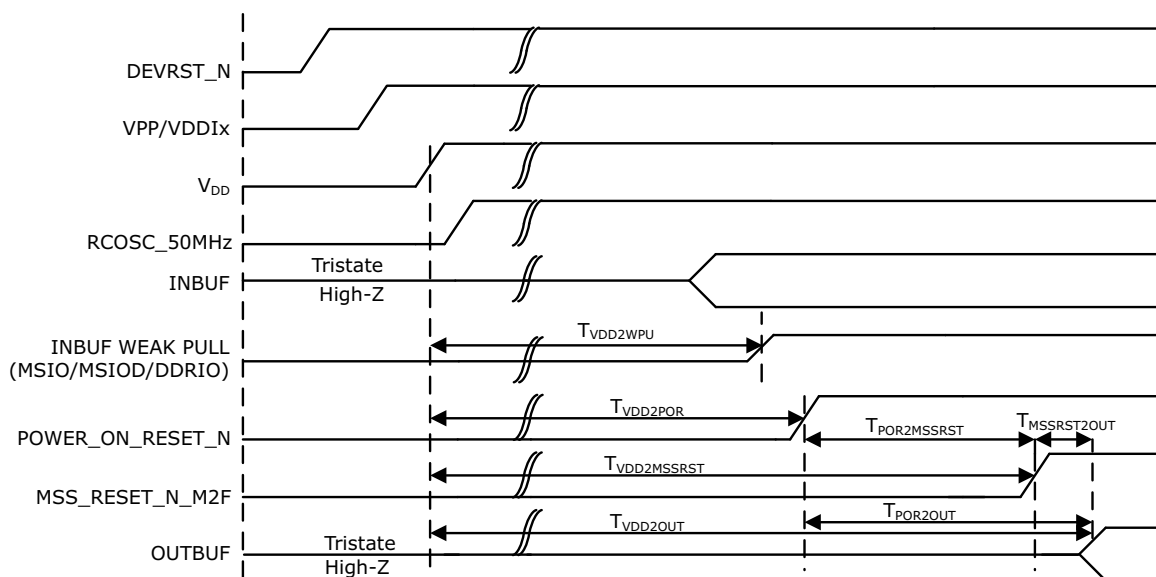 DEVRST_N
VPP/VDDIx
VDD
RCOSC_50MHz
Tristate
INBUF
High-Z
TVDD2WPU
INBUF WEAK PULL
(MSIO/MSIOD/DDRIO)
TVDD2POR
TPOR2MSSRST
TMSSRST2OUT
POWER_ON_RESET_N
TVDD2MSSRST
MSS_RESET_N_M2F
TPOR2OUT
TVDD2OUT
Tristate
OUTBUF
High-Z